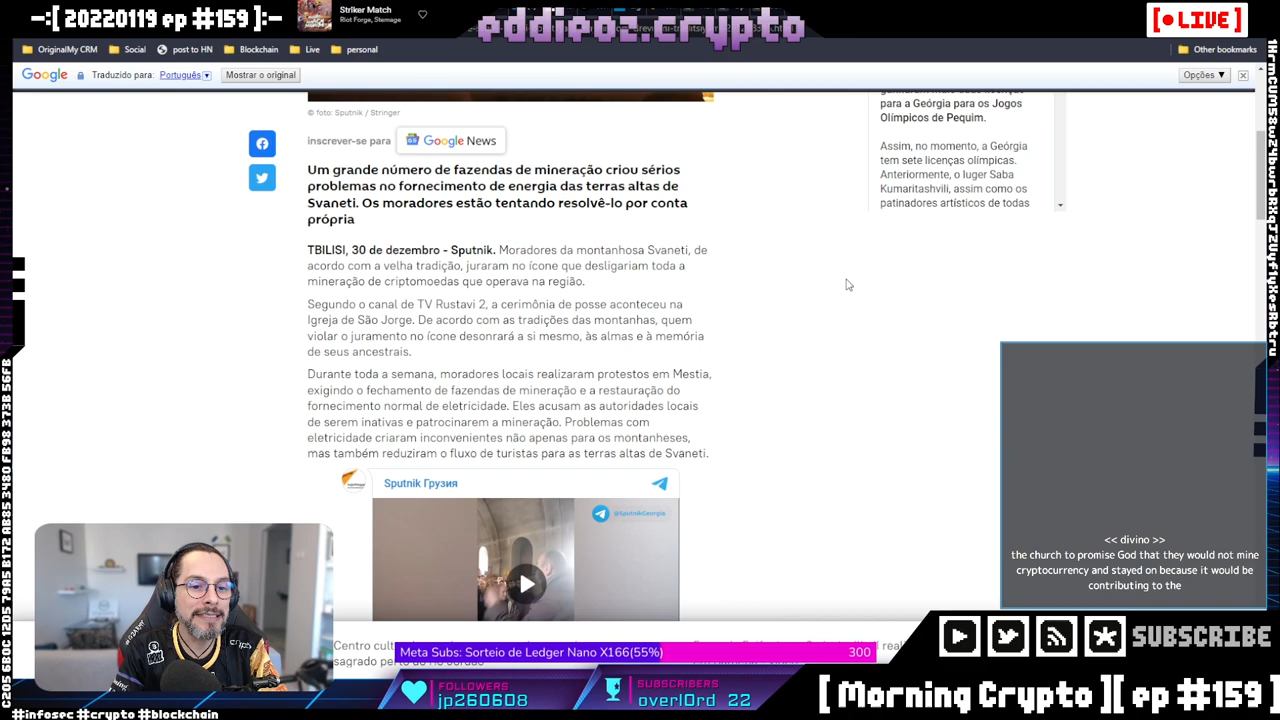 -:[ 20220119 ep #159 ]:-
Striker Match
Riot Forge, Stemage
eddipoz.crypto
[● LIVE ]
OriginalMy CRM
Social
post to HN
Blockchain
Live
personal
Other bookmarks
Google
Traduzido para: Português
Mostrar o original
Opções ▼
© foto: Sputnik / Stringer
inscrever-se para
Google News
Um grande número de fazendas de mineração criou sérios
problemas no fornecimento de energia das terras altas de
Svaneti. Os moradores estão tentando resolvê-lo por conta
própria
TBILISI, 30 de dezembro - Sputnik. Moradores da montanhosa Svaneti, de
acordo com a velha tradição, juraram no ícone que desligariam toda a
mineração de criptomoedas que operava na região.
Segundo o canal de TV Rustavi 2, a cerimônia de posse aconteceu na
Igreja de São Jorge. De acordo com as tradições das montanhas, quem
violar o juramento no ícone desonrará a si mesmo, às almas e à memória
de seus ancestrais.
Durante toda a semana, moradores locais realizaram protestos em Mestia,
exigindo o fechamento de fazendas de mineração e a restauração do
fornecimento normal de eletricidade. Eles acusam as autoridades locais
de serem inativas e patrocinarem a mineração. Problemas com
eletricidade criaram inconvenientes não apenas para os montanheses,
mas também reduziram o fluxo de turistas para as terras altas de Svaneti.
Sputnik Грузия
@SputnikGeorgia
para a Geórgia para os Jogos
Olímpicos de Pequim.
Assim, no momento, a Geórgia
tem sete licenças olímpicas.
Anteriormente, o luger Saba
Kumaritashvili, assim como os
patinadores artísticos de todas
<< divino >>
the church to promise God that they would not mine
cryptocurrency and stayed on because it would be
contributing to the
Centro cult
Meta Subs: Sorteio de Ledger Nano X166(55%)
300
SUBSCRIBE
FOLLOWERS
jp260608
SUBSCRIBERS
overl0rd 22
[ Morning Crypto ][ ep #159 ]
#infosec #crypto #blockchain